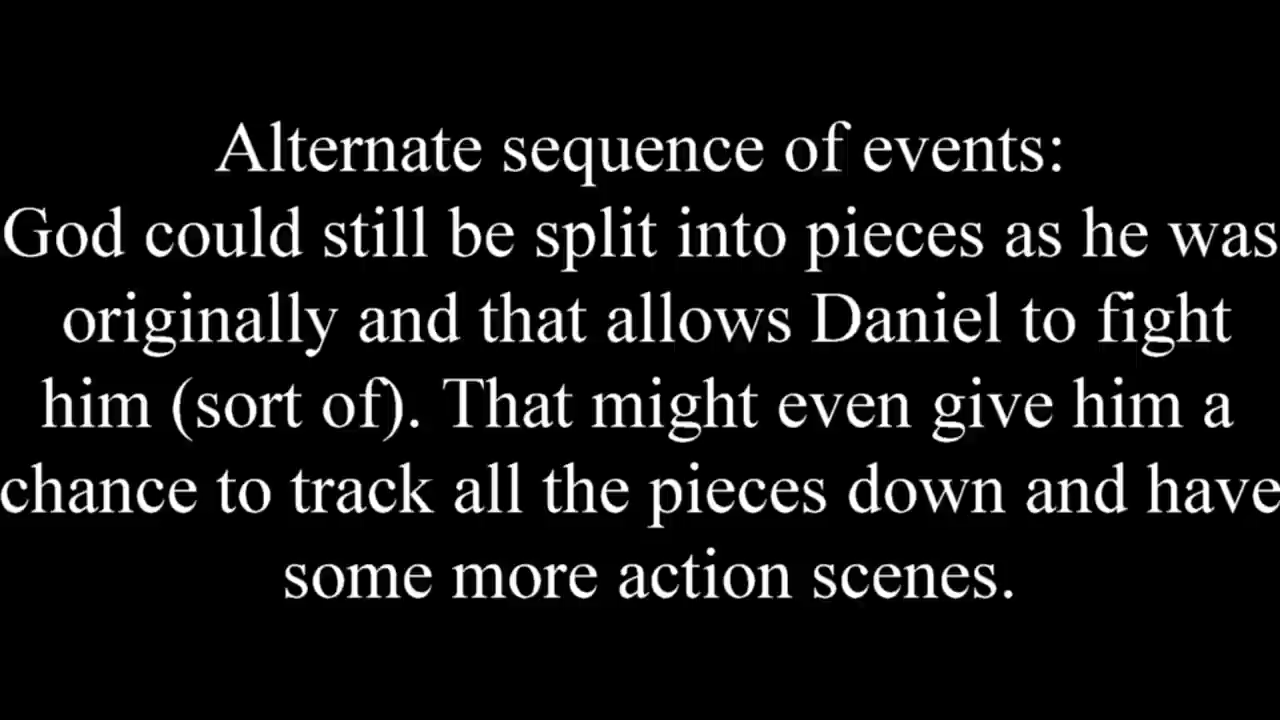 Alternate sequence of events:
God could still be split into pieces as he was
originally and that allows Daniel to fight
him (sort of). That might even give him a
chance to track all the pieces down and have
some more action scenes.